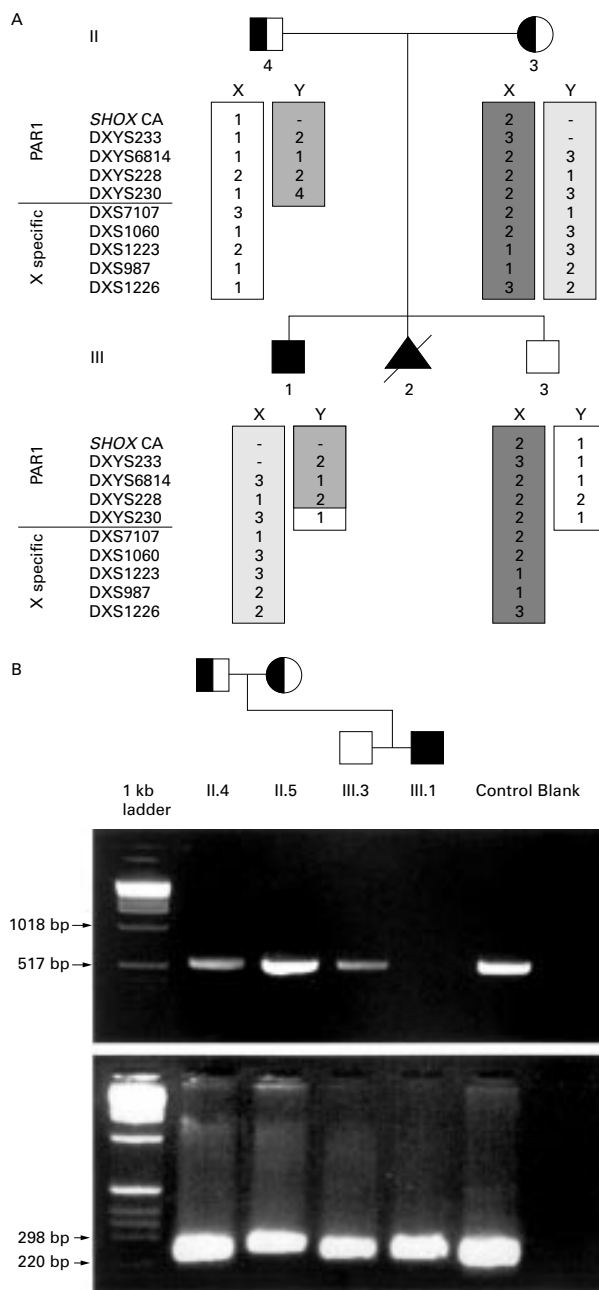 A
II
4
3
X Y X Y
PAR1
X specific
SHOX CA 1 - 2 -
DXYS233 1 2 3 -
DXYS6814 1 1 2 3
DXYS228 2 2 2 1
DXYS230 1 4 2 3
DXS7107 3 2 1
DXS1060 1 2 3
DXS1223 2 1 3
DXS987 1 1 2
DXS1226 1 3 2
III
1 2 3
X Y X Y
PAR1
X specific
SHOX CA - - 2 1
DXYS233 - 2 3 1
DXYS6814 3 1 2 1
DXYS228 1 2 2 2
DXYS230 3 1 2 1
DXS7107 1 2
DXS1060 3 2
DXS1223 3 1
DXS987 2 1
DXS1226 2 3
B
1 kb II.4 II.5 III.3 III.1 Control Blank
ladder
1018 bp
517 bp
298 bp
220 bp